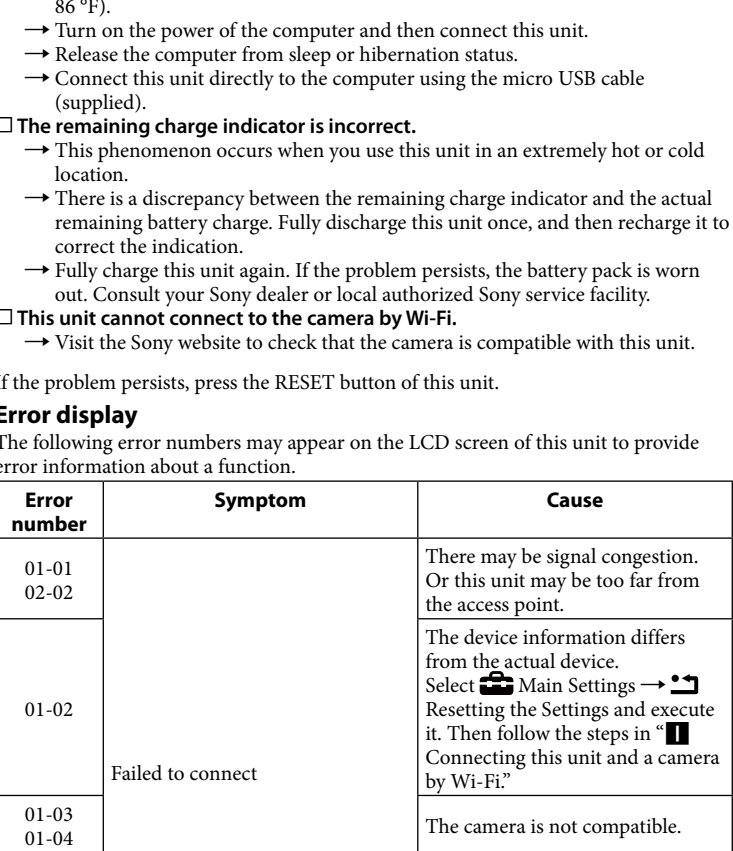 86 °F).
→ Turn on the power of the computer and then connect this unit.
→ Release the computer from sleep or hibernation status.
→ Connect this unit directly to the computer using the micro USB cable
(supplied).
□ The remaining charge indicator is incorrect.
→ This phenomenon occurs when you use this unit in an extremely hot or cold
location.
→ There is a discrepancy between the remaining charge indicator and the actual
remaining battery charge. Fully discharge this unit once, and then recharge it to
correct the indication.
→ Fully charge this unit again. If the problem persists, the battery pack is worn
out. Consult your Sony dealer or local authorized Sony service facility.
□ This unit cannot connect to the camera by Wi-Fi.
→ Visit the Sony website to check that the camera is compatible with this unit.
If the problem persists, press the RESET button of this unit.
Error display
The following error numbers may appear on the LCD screen of this unit to provide
error information about a function.
Error
number
Symptom
Cause
01-01
02-02
There may be signal congestion.
Or this unit may be too far from
the access point.
01-02
The device information differs
from the actual device.
Select Main Settings →
Resetting the Settings and execute
it. Then follow the steps in “I
Connecting this unit and a camera
by Wi-Fi.”
Failed to connect
01-03
01-04
The camera is not compatible.